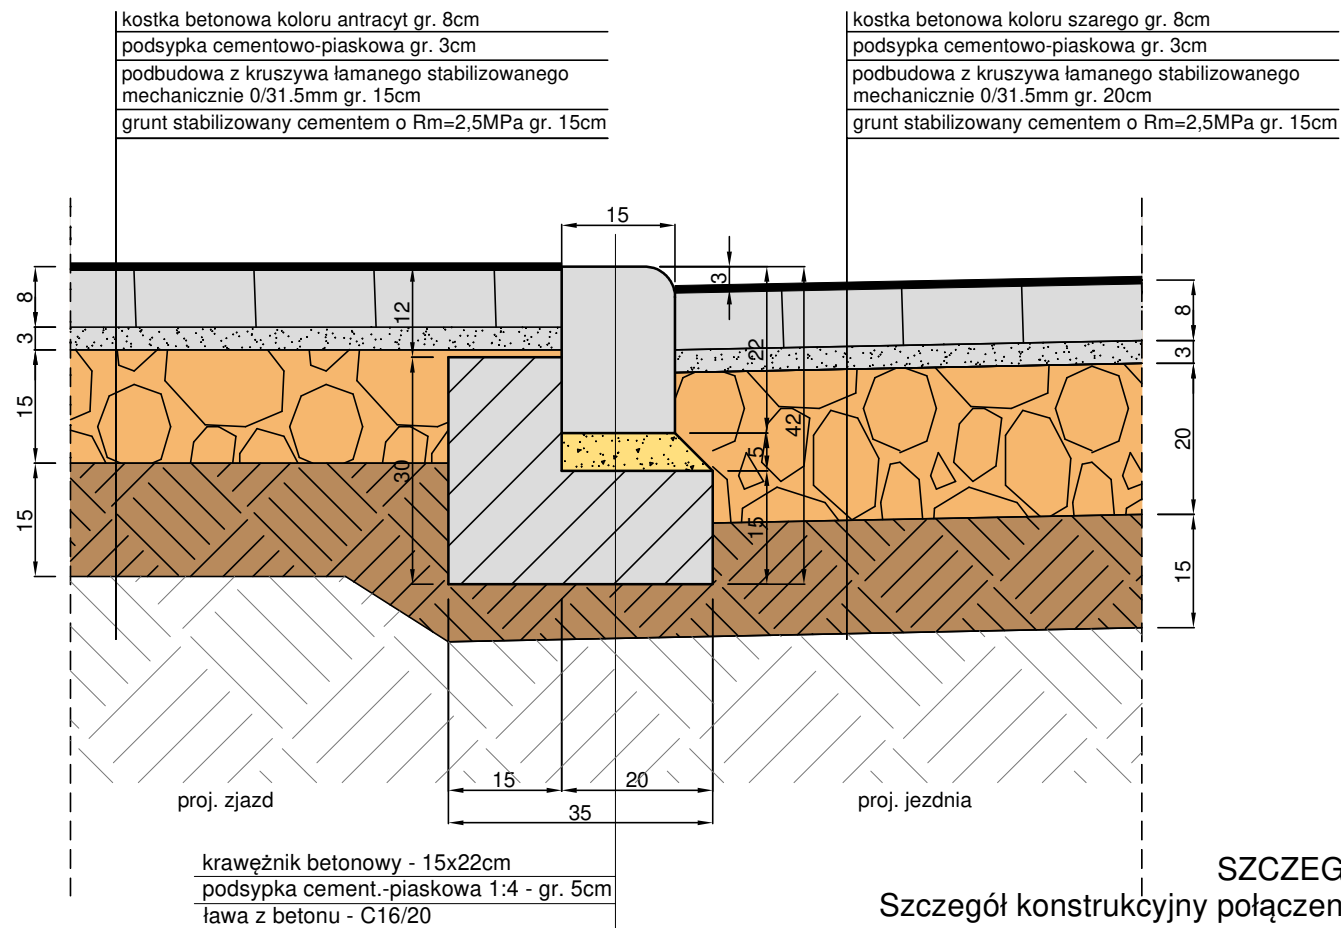 kostka betonowa koloru antracyt gr. 8cm
podsypka cementowo-piaskowa gr. 3cm
podbudowa z kruszywa łamanego stabilizowanego
mechanicznie 0/31.5mm gr. 15cm
grunt stabilizowany cementem o Rm=2,5MPa gr. 15cm
kostka betonowa koloru szarego gr. 8cm
podsypka cementowo-piaskowa gr. 3cm
podbudowa z kruszywa łamanego stabilizowanego
mechanicznie 0/31.5mm gr. 20cm
grunt stabilizowany cementem o Rm=2,5MPa gr. 15cm
15
3
8
3
15
15
12
30
22
5
15
42
8
3
20
15
15
20
35
proj. zjazd
proj. jezdnia
krawężnik betonowy - 15x22cm
podsypka cement.-piaskowa 1:4 - gr. 5cm
ława z betonu - C16/20
SZCZEG
Szczegół konstrukcyjny połączen